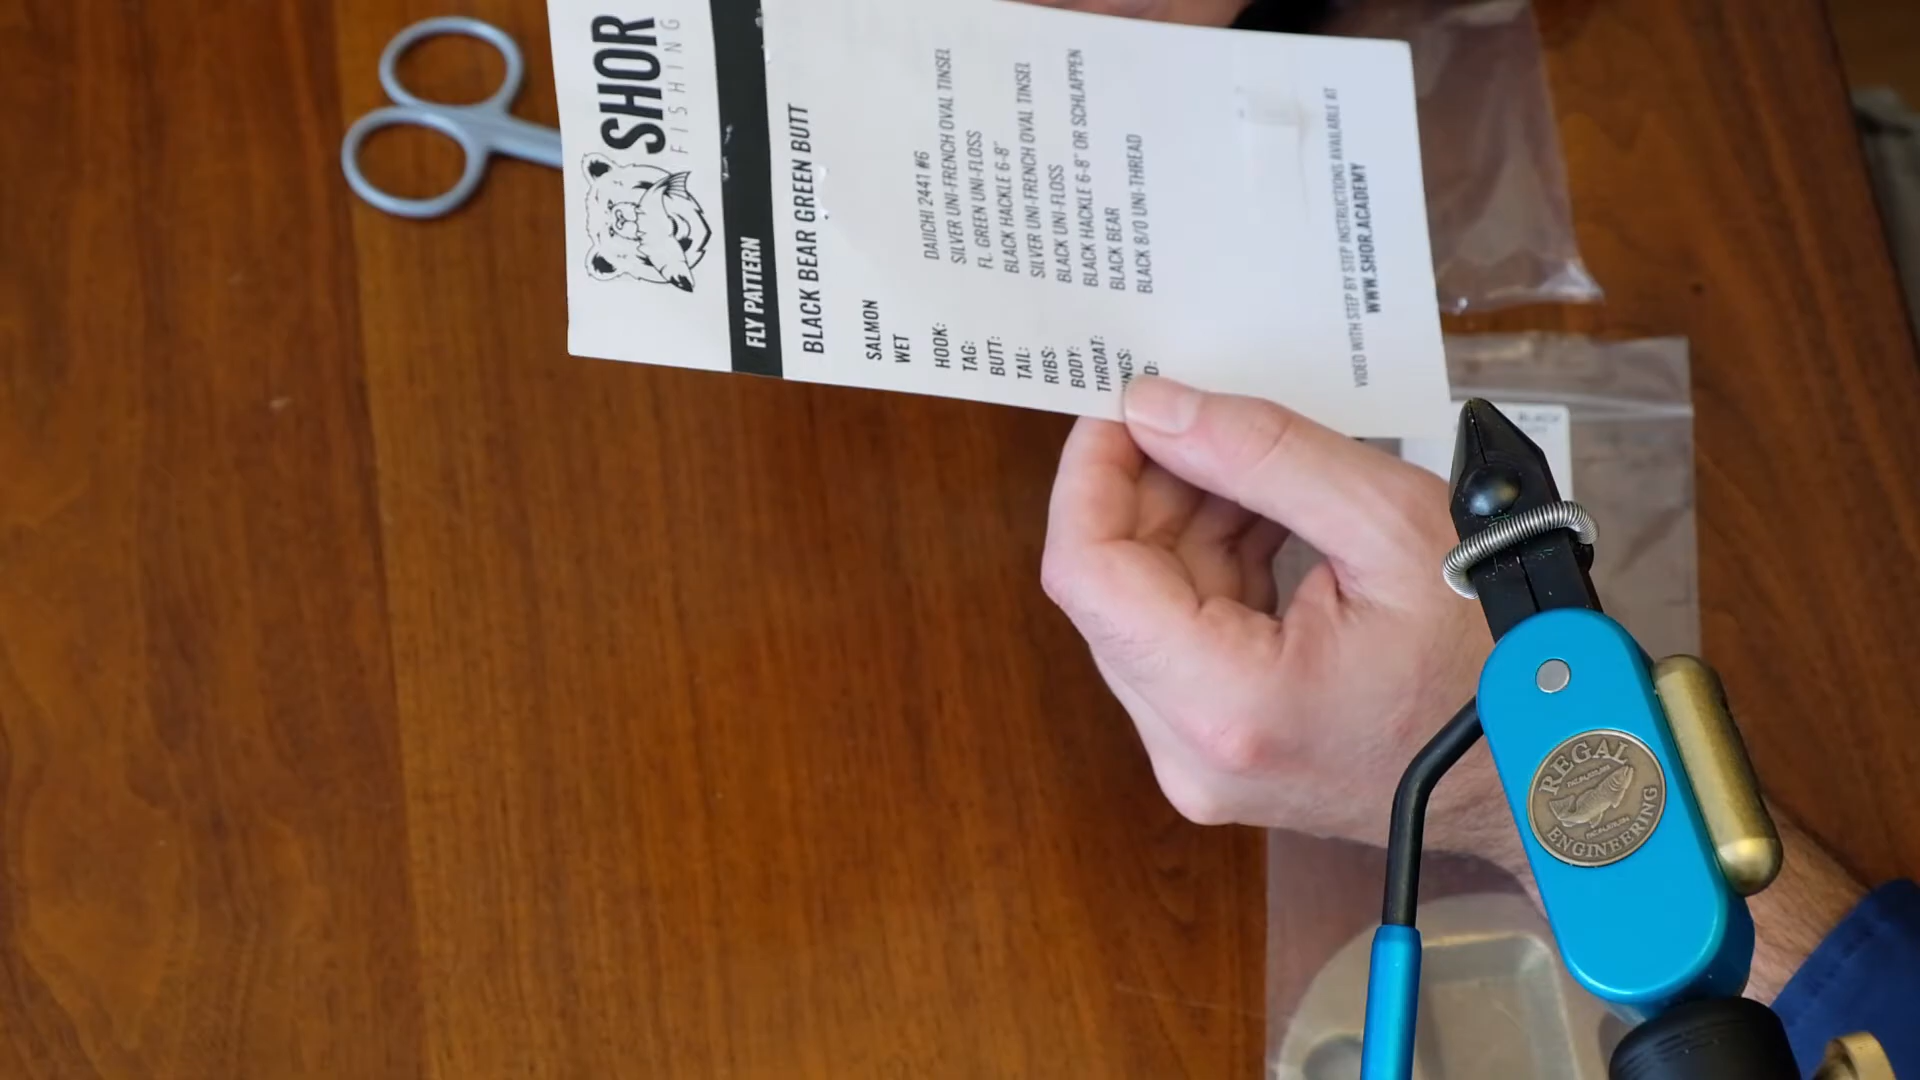 SHOR
FISHING
FLY PATTERN
BLACK BEAR GREEN BUTT
SALMON
WET
HOOK: DAIICHI 2441 #6
TAG: SILVER UNI-FRENCH OVAL TINSEL
BUTT: FL. GREEN UNI-FLOSS
TAIL: BLACK HACKLE 6-8"
RIBS: SILVER UNI-FRENCH OVAL TINSEL
BODY: BLACK UNI-FLOSS
THROAT: BLACK HACKLE 6-8" OR SCHLAPPEN
INGS: BLACK BEAR
D: BLACK 8/0 UNI-THREAD
VIDEO WITH STEP BY STEP INSTRUCTIONS AVAILABLE AT
WWW.SHOR.ACADEMY
BLACK
REGAL
ENGINEERING